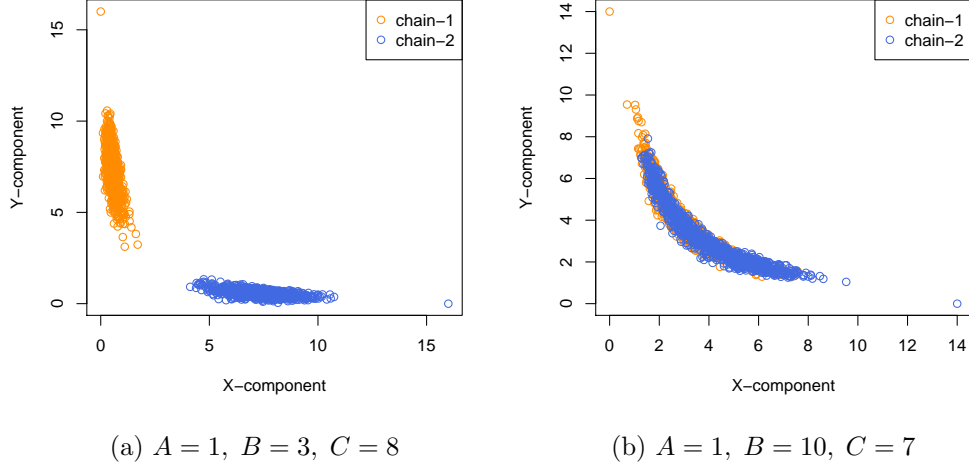 chain−1
chain−2
15
10
5
0
Y−component
0 5 10 15
X−component
(a) A = 1, B = 3, C = 8
chain−1
chain−2
14
12
10
8
6
4
2
0
Y−component
0 2 4 6 8 10 12 14
X−component
(b) A = 1, B = 10, C = 7